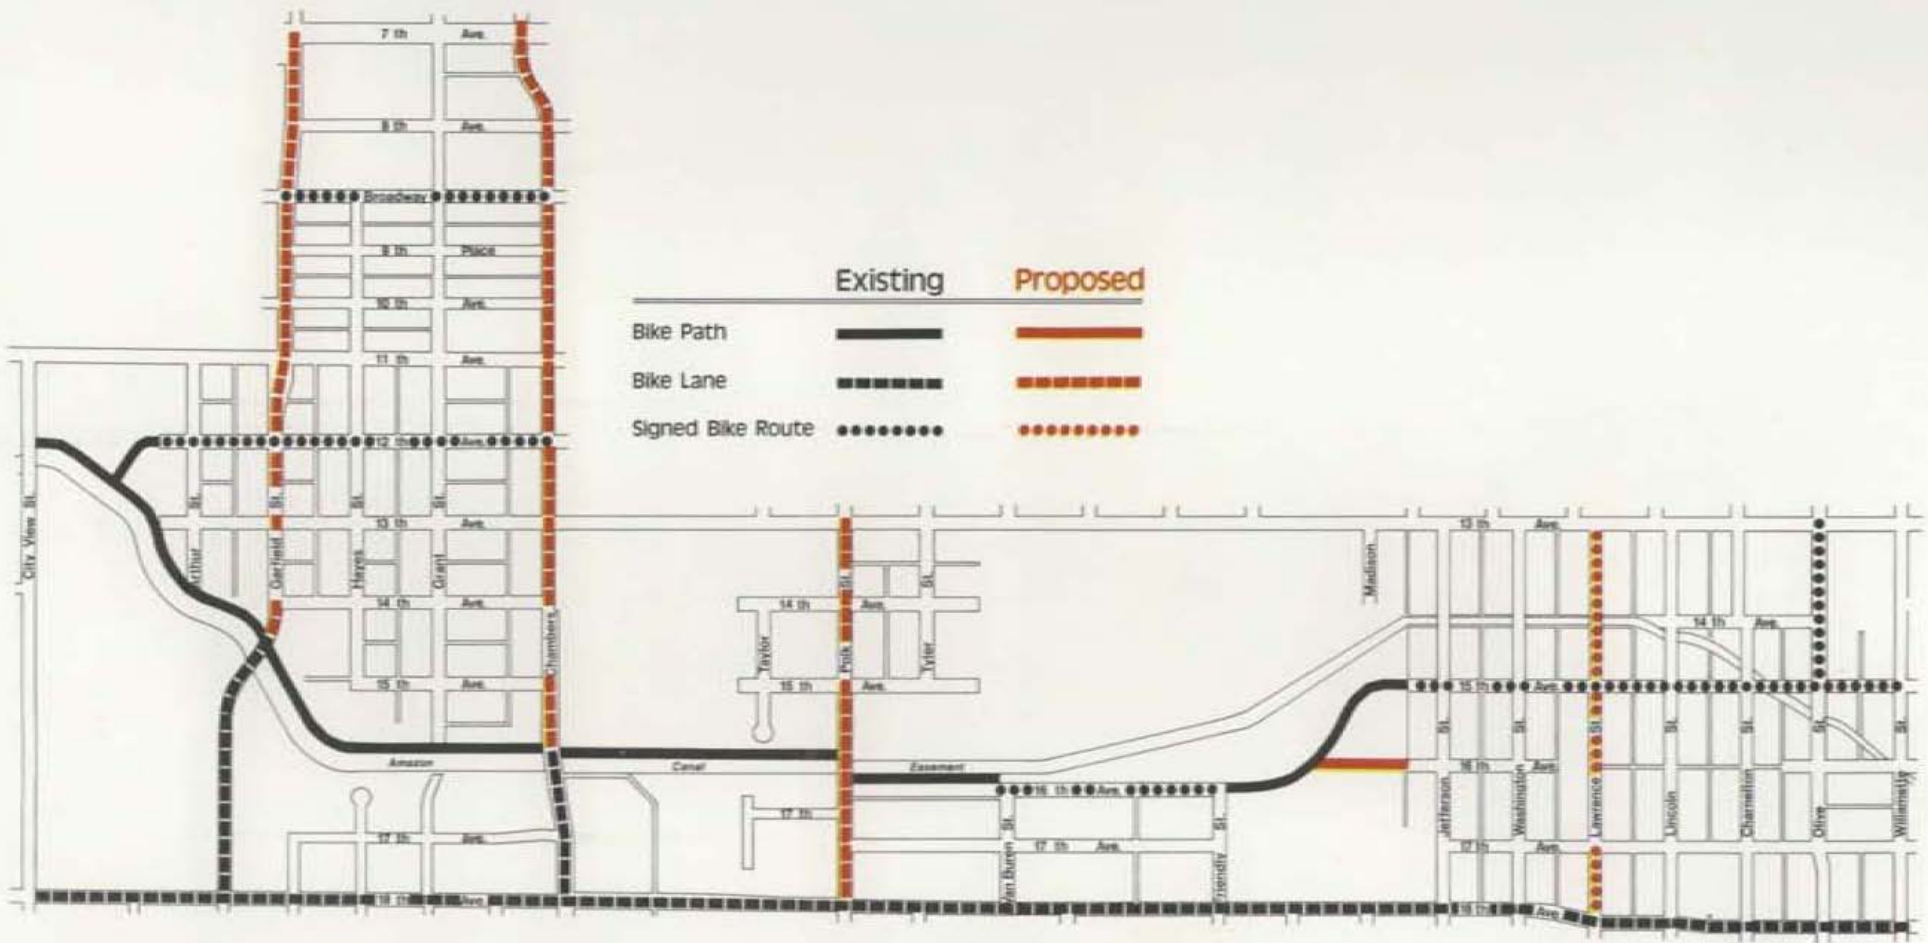 7 th Ave.
8 th Ave.
Broadway
9 th Place
10 th Ave.
Existing Proposed
Bike Path
Bike Lane
Signed Bike Route
11 th Ave.
12 th Ave.
City View St.
Arthur St.
Garfield St.
Hayes St.
Grant St.
13 th Ave.
13 th Ave.
Chambers
14 th Ave.
Taylor
14 th Ave.
Polk St.
Tyler St.
Madison
14 th Ave.
15 th Ave.
15 th Ave.
15 th Ave.
Amazon Canal Easement
16 th Ave.
16 th Ave.
Jefferson St.
Washington St.
Lawrence St.
Lincoln St.
Charnelton St.
Olive St.
Willamette St.
17 th Ave.
17 th
Van Buren St.
17 th Ave.
Friendly St.
17 th Ave.
18 th Ave.
18 th Ave.